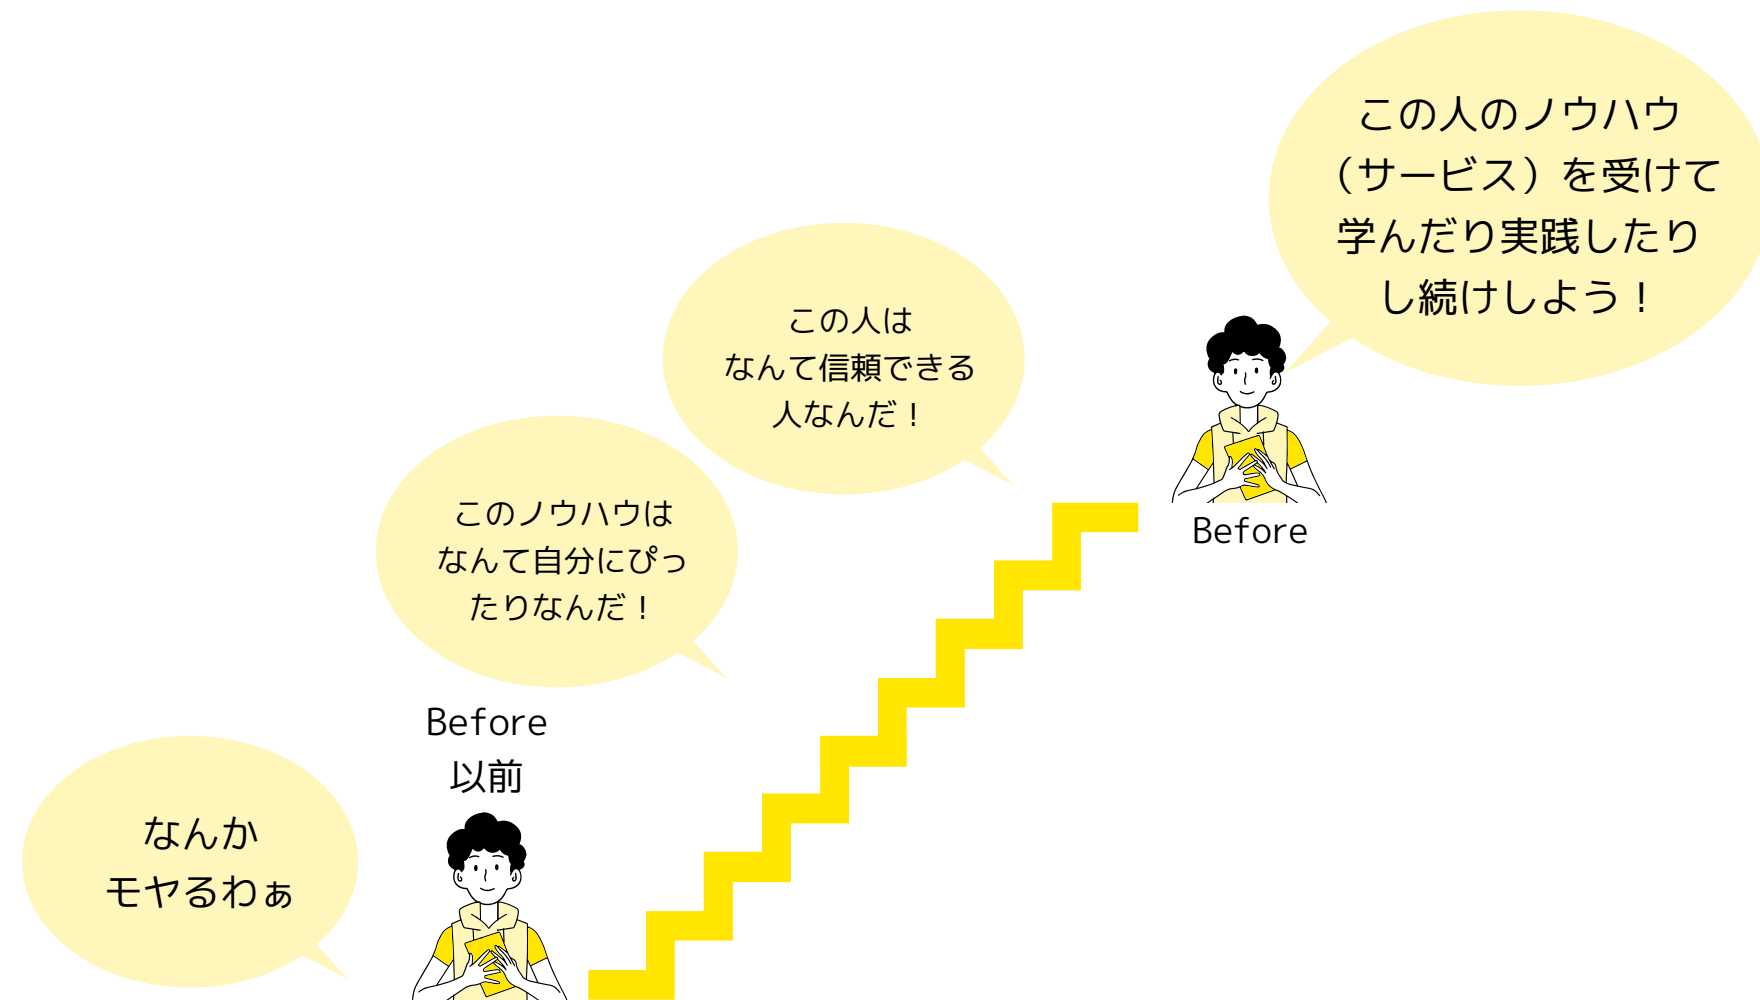 この人のノウハウ
（サービス）を受けて
学んだり実践したり
し続けしよう！
この人は
なんて信頼できる
人なんだ！
このノウハウは
なんて自分にぴっ
たりなんだ！
Before
Before
以前
なんか
モヤるわぁ